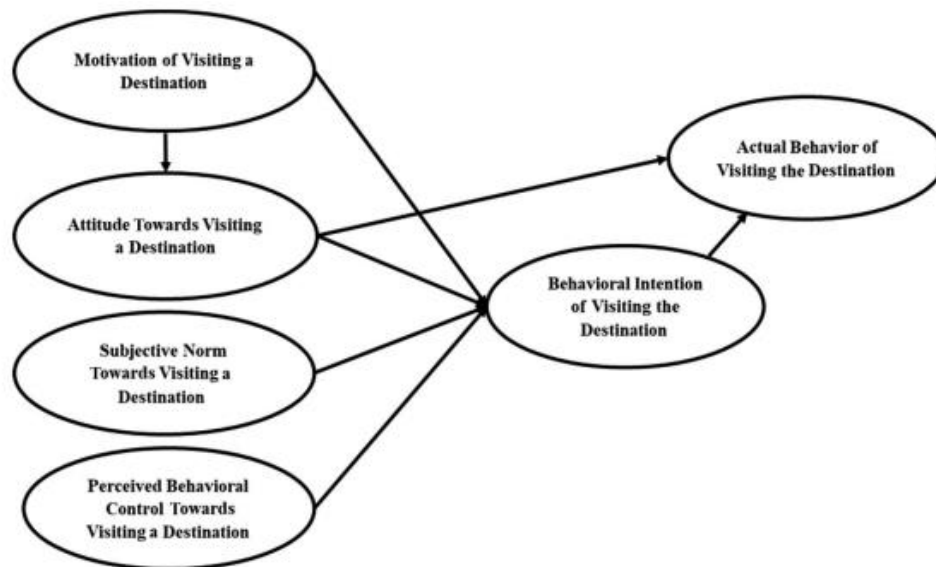 Motivation of Visiting a
Destination
Attitude Towards Visiting
a Destination
Subjective Norm
Towards Visiting a
Destination
Perceived Behavioral
Control Towards
Visiting a Destination
Behavioral Intention
of Visiting the
Destination
Actual Behavior of
Visiting the Destination